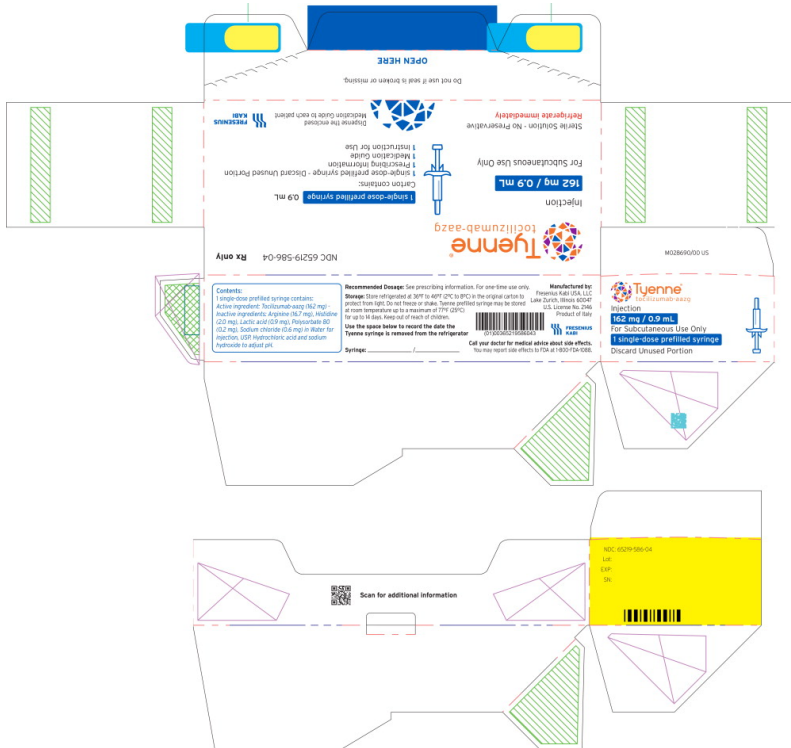 OPEN HERE
Do not use if seal is broken or missing.
Sterile Solution - No Preservative
Refrigerate Immediately
For Subcutaneous Use Only
162 mg / 0.9 mL
Injection
Dispense the enclosed
Medication Guide to each patient
FRESENIUS
KABI
1 single-dose prefilled syringe 0.9 mL
Carton contains:
1 single-dose prefilled syringe - Discard Unused Portion
1 Prescribing Information
1 Medication Guide
1 Instruction for Use
Tyenne®
tocilizumab-aazg
NDC 65219-586-04 Rx only
M028690/00 US
Contents:
1 single-dose prefilled syringe contains:
Active ingredient: Tocilizumab-aazg (162 mg) -
Inactive ingredients: Arginine (16.7 mg), Histidine
(2.0 mg), Lactic acid (0.9 mg), Polysorbate 80
(0.2 mg), Sodium chloride (0.6 mg) in Water for
Injection, USP. Hydrochloric acid and sodium
hydroxide to adjust pH.
Recommended Dosage: See prescribing information. For one-time use only.
Storage: Store refrigerated at 36°F to 46°F (2°C to 8°C) in the original carton to
protect from light. Do not freeze or shake. Tyenne prefilled syringe may be stored
at room temperature up to a maximum of 77°F (25°C)
for up to 14 days. Keep out of reach of children.
Use the space below to record the date the
Tyenne syringe is removed from the refrigerator
Syringe: ____________ /____________
Manufactured by:
Fresenius Kabi USA, LLC
Lake Zurich, Illinois 60047
U.S. License No. 2146
Product of Italy
(01)00365219586043
FRESENIUS
KABI
Call your doctor for medical advice about side effects.
You may report side effects to FDA at 1-800-FDA-1088.
Tyenne®
tocilizumab-aazg
Injection
162 mg / 0.9 mL
For Subcutaneous Use Only
1 single-dose prefilled syringe
Discard Unused Portion
Scan for additional information
NDC: 65219-586-04
Lot:
EXP:
SN: